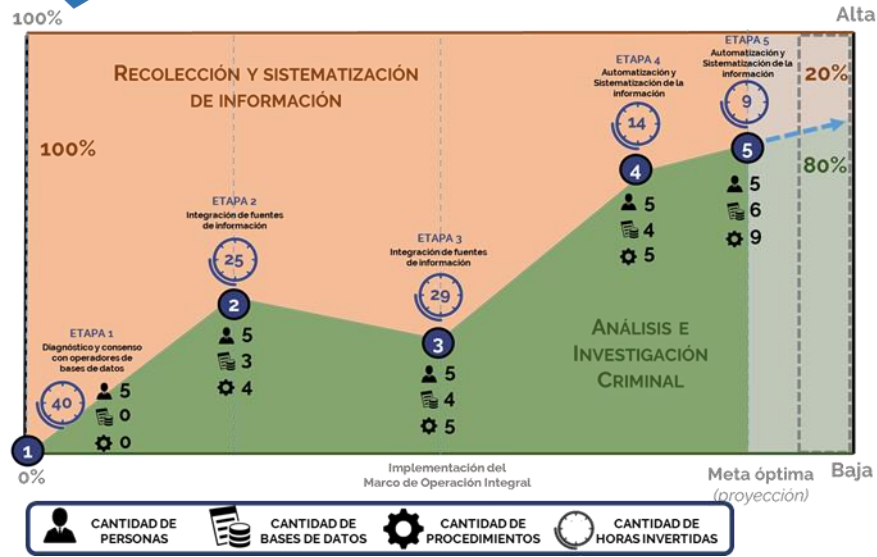 100%
Alta
RECOLECCIÓN Y SISTEMATIZACIÓN
DE INFORMACIÓN
100%
ETAPA 1
Diagnóstico y consenso
con operadores de
bases de datos
40
5
0
0
1
0%
ETAPA 2
Integración de fuentes
de información
25
2
5
3
4
ETAPA 3
Integración de fuentes
de información
29
3
5
4
5
Implementación del
Marco de Operación Integral
ETAPA 4
Automatización y
Sistematización de la
información
14
4
5
4
5
ETAPA 5
Automatización y
Sistematización de la
información
9
5
5
6
9
20%
80%
ANÁLISIS E
INVESTIGACIÓN
CRIMINAL
Meta óptima
(proyección)
Baja
CANTIDAD DE
PERSONAS
CANTIDAD DE
BASES DE DATOS
CANTIDAD DE
PROCEDIMIENTOS
CANTIDAD DE
HORAS INVERTIDAS